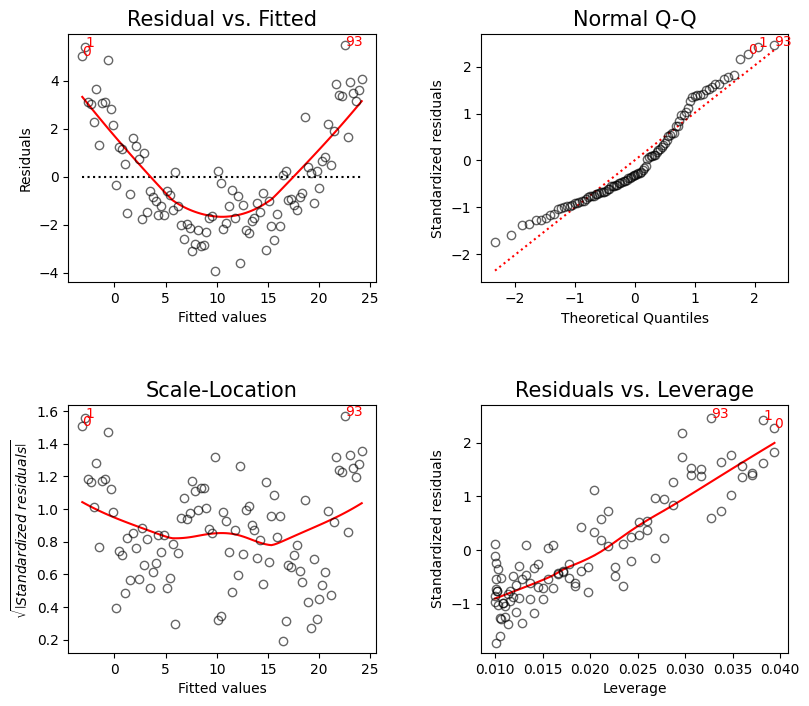 Residual vs. Fitted
1
0
93
4
2
0
−2
−4
Residuals
0 5 10 15 20 25
Fitted values
Normal Q-Q
0
1
93
2
1
0
−1
−2
Standardized residuals
−2 −1 0 1 2
Theoretical Quantiles
Scale-Location
1
0
93
1.6
1.4
1.2
1.0
0.8
0.6
0.4
0.2
√|Standardized residuals|
0 5 10 15 20 25
Fitted values
Residuals vs. Leverage
93
1
0
2
1
0
−1
Standardized residuals
0.010 0.015 0.020 0.025 0.030 0.035 0.040
Leverage